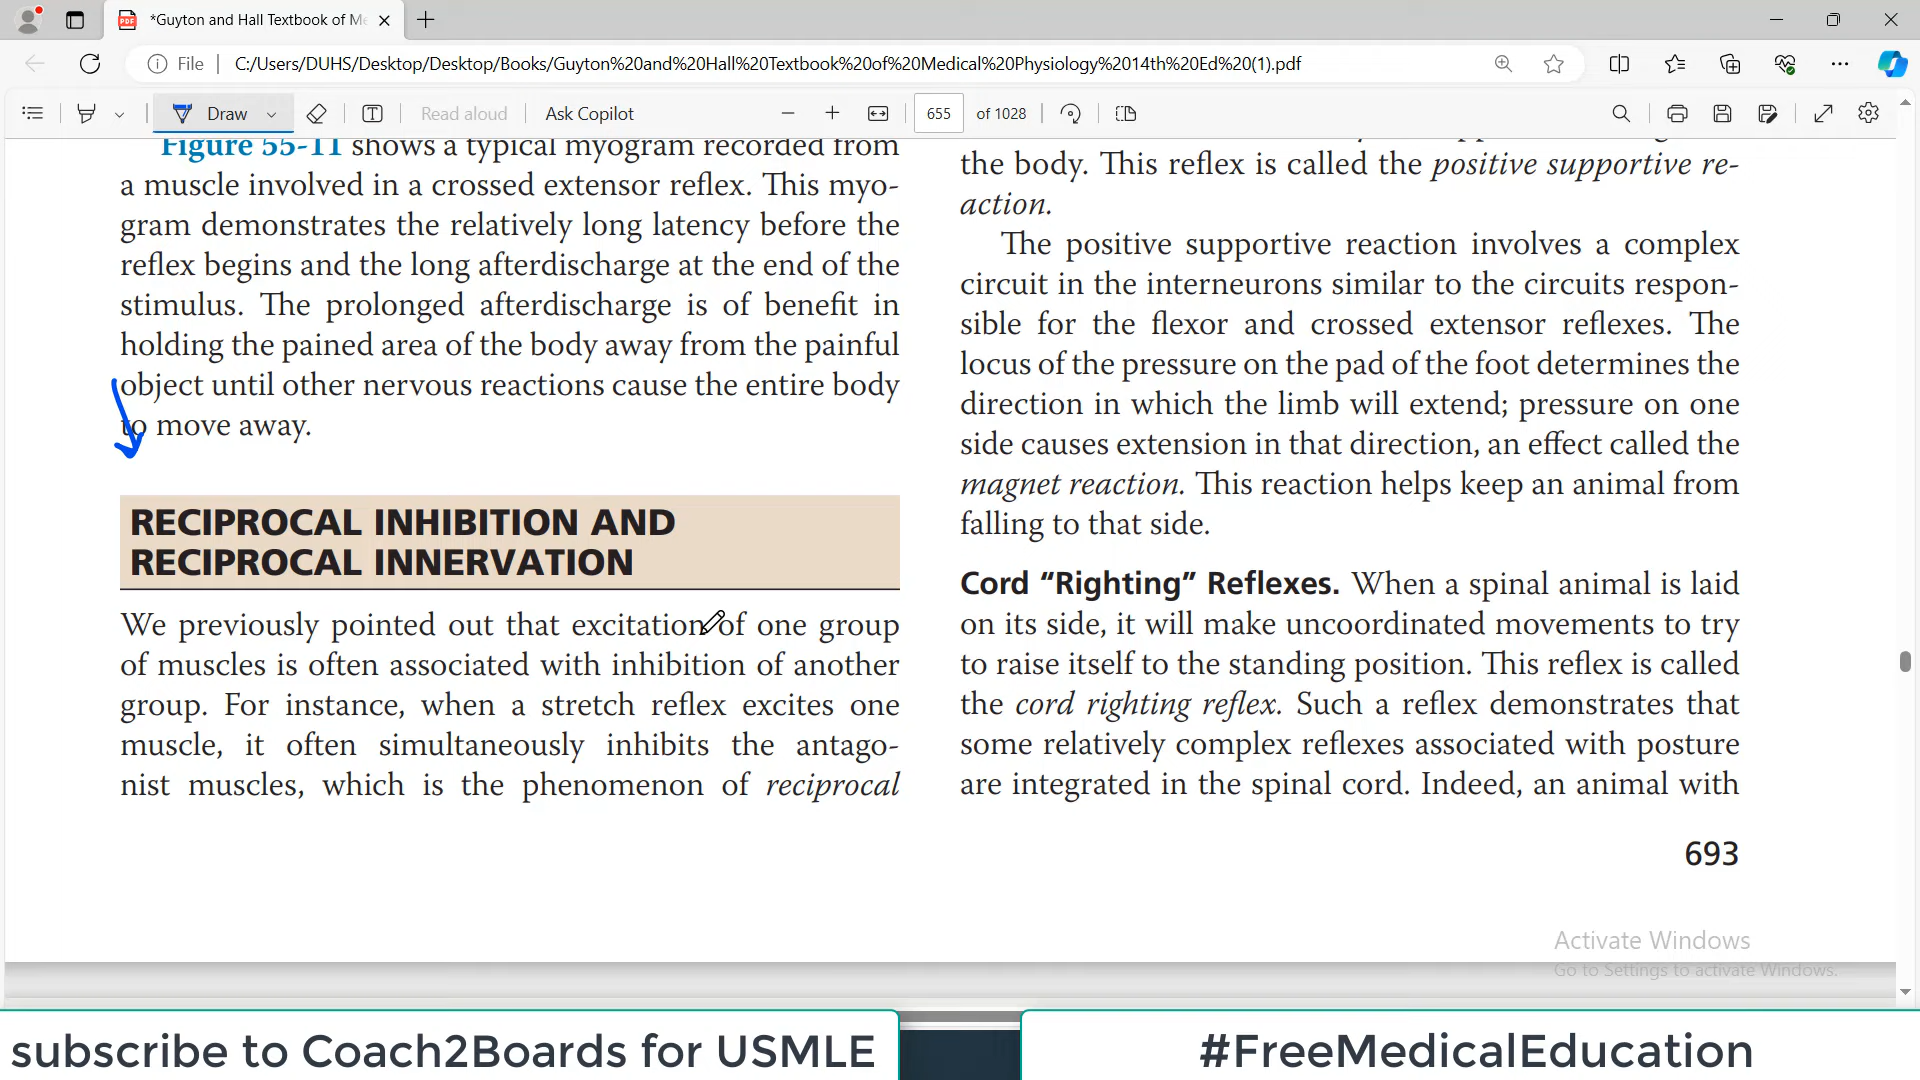 *Guyton and Hall Textbook of Me
File
C:/Users/DUHS/Desktop/Desktop/Books/Guyton%20and%20Hall%20Textbook%20of%20Medical%20Physiology%2014th%20Ed%20(1).pdf
Draw
Read aloud
Ask Copilot
655
of 1028
Figure 55-11 shows a typical myogram recorded from
a muscle involved in a crossed extensor reflex. This myo-
gram demonstrates the relatively long latency before the
reflex begins and the long afterdischarge at the end of the
stimulus. The prolonged afterdischarge is of benefit in
holding the pained area of the body away from the painful
object until other nervous reactions cause the entire body
to move away.
RECIPROCAL INHIBITION AND
RECIPROCAL INNERVATION
We previously pointed out that excitation of one group
of muscles is often associated with inhibition of another
group. For instance, when a stretch reflex excites one
muscle, it often simultaneously inhibits the antago-
nist muscles, which is the phenomenon of reciprocal
the body. This reflex is called the positive supportive re-
action.
The positive supportive reaction involves a complex
circuit in the interneurons similar to the circuits respon-
sible for the flexor and crossed extensor reflexes. The
locus of the pressure on the pad of the foot determines the
direction in which the limb will extend; pressure on one
side causes extension in that direction, an effect called the
magnet reaction. This reaction helps keep an animal from
falling to that side.
Cord “Righting” Reflexes. When a spinal animal is laid
on its side, it will make uncoordinated movements to try
to raise itself to the standing position. This reflex is called
the cord righting reflex. Such a reflex demonstrates that
some relatively complex reflexes associated with posture
are integrated in the spinal cord. Indeed, an animal with
693
Activate Windows
Go to Settings to activate Windows.
subscribe to Coach2Boards for USMLE
#FreeMedicalEducation